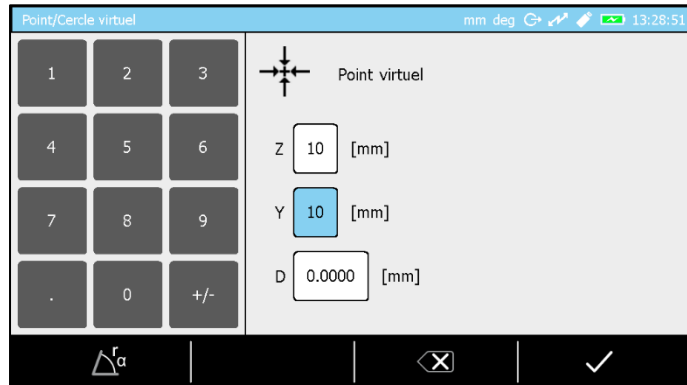 Point/Cercle virtuel mm deg 13:28:51
1 2 3
4 5 6
7 8 9
. 0 +/-
Point virtuel
Z 10 [mm]
Y 10 [mm]
D 0.0000 [mm]
r
α